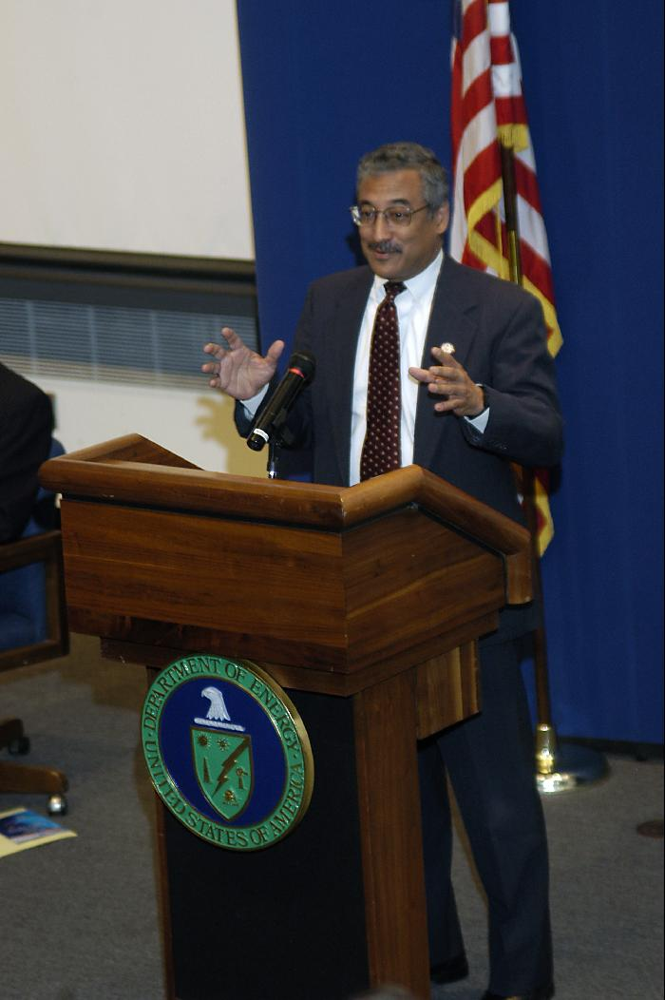 DEPARTMENT OF ENERGY
UNITED STATES OF AMERICA